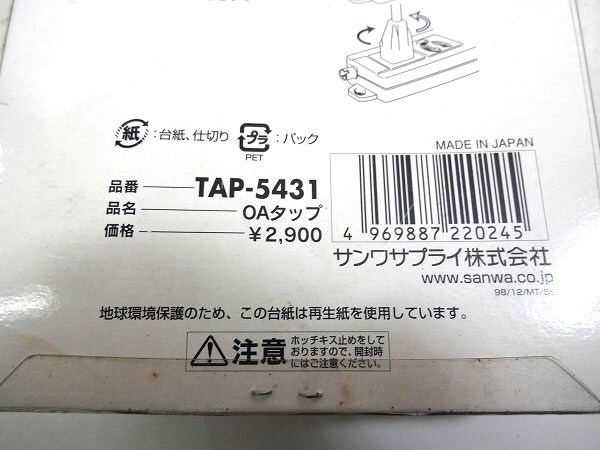 紙 : 台紙、仕切り
プラ : パック
PET
MADE IN JAPAN
品番 TAP-5431
品名 OAタップ
価格 ¥2,900
4 969887 220245
サンワサプライ株式会社
www.sanwa.co.jp
98/12/MT/
地球環境保護のため、この台紙は再生紙を使用しています。
注意 ホッチキス止めをして
おりますので、開封時
にはご注意ください。